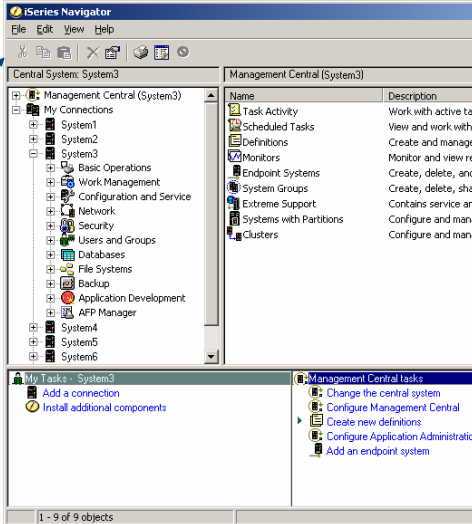 iSeries Navigator
File Edit View Help
Central System: System3
Management Central (System3)
Management Central (System3)
My Connections
System1
System2
System3
Basic Operations
Work Management
Configuration and Service
Network
Security
Users and Groups
Databases
File Systems
Backup
Application Development
AFP Manager
System4
System5
System6
Name Description
Task Activity Work with active ta
Scheduled Tasks View and work with
Definitions Create and manage
Monitors Monitor and view re
Endpoint Systems Create, delete, and
System Groups Create, delete, sha
Extreme Support Contains service an
Systems with Partitions Configure and mana
Clusters Configure and mana
My Tasks - System3
Add a connection
Install additional components
Management Central tasks
Change the central system
Configure Management Central
Create new definitions
Configure Application Administratio
Add an endpoint system
1 - 9 of 9 objects